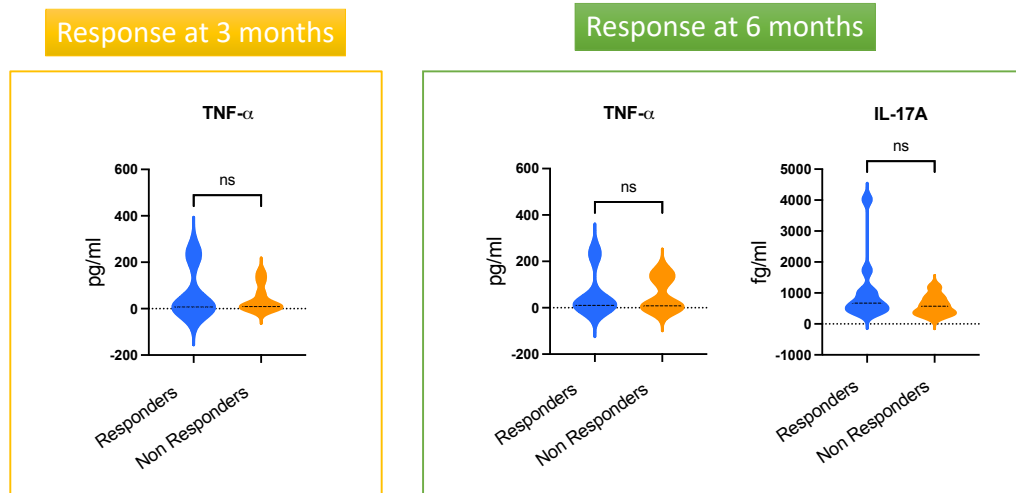 Response at 3 months
Response at 6 months
TNF-α
600
400
200
0
-200
pg/ml
ns
Responders
Non Responders
TNF-α
600
400
200
0
-200
pg/ml
ns
Responders
Non Responders
IL-17A
5000
4000
3000
2000
1000
0
-1000
fg/ml
ns
Responders
Non Responders